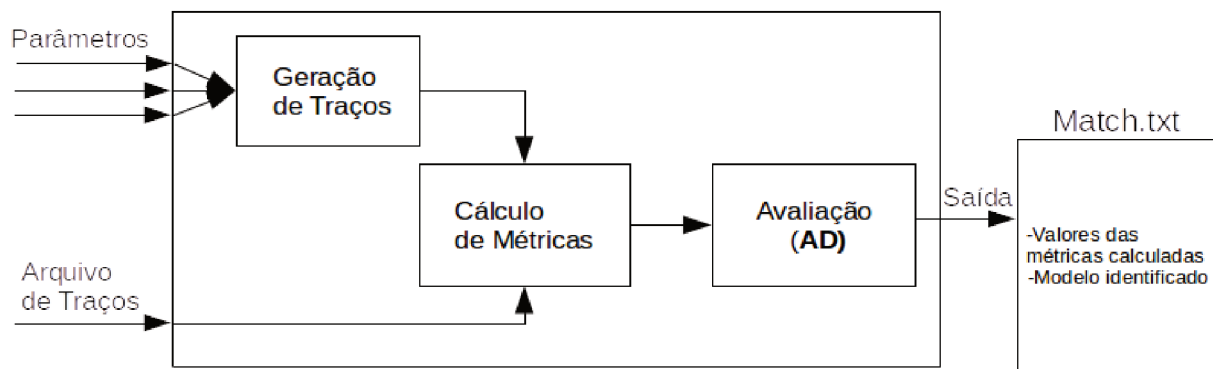 Parâmetros
Geração
de Traços
Match.txt
Cálculo
de Métricas
Avaliação
(AD)
Saída
-Valores das
métricas calculadas
-Modelo identificado
Arquivo
de Traços